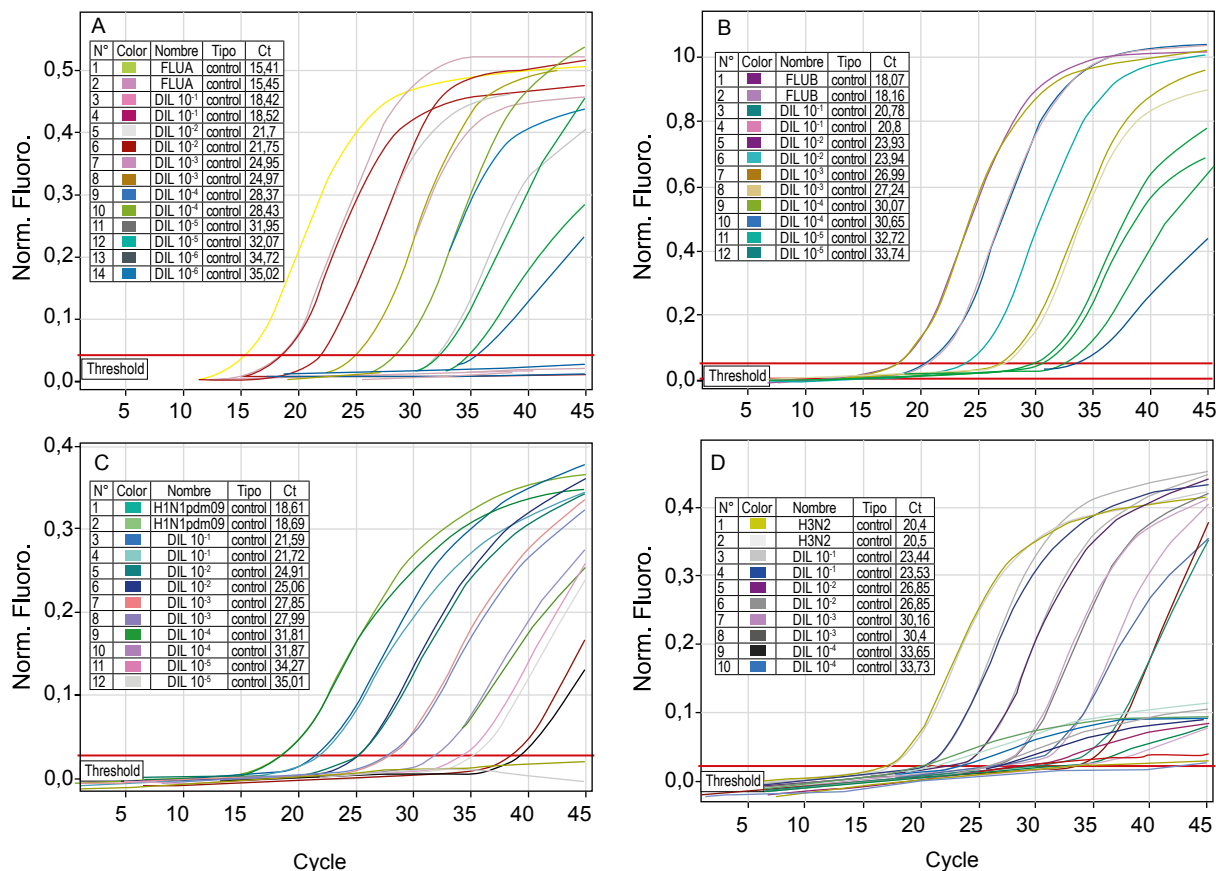 A
N° Color Nombre Tipo Ct
1 FLUA control 15,41
2 FLUA control 15,45
3 DIL 10-1 control 18,42
4 DIL 10-1 control 18,52
5 DIL 10-2 control 21,7
6 DIL 10-2 control 21,75
7 DIL 10-3 control 24,95
8 DIL 10-3 control 24,97
9 DIL 10-4 control 28,37
10 DIL 10-4 control 28,43
11 DIL 10-5 control 31,95
12 DIL 10-5 control 32,07
13 DIL 10-6 control 34,72
14 DIL 10-6 control 35,02
Threshold
Norm. Fluoro.
0,5
0,4
0,3
0,2
0,1
0,0
5 10 15 20 25 30 35 40 45
B
N° Color Nombre Tipo Ct
1 FLUB control 18,07
2 FLUB control 18,16
3 DIL 10-1 control 20,78
4 DIL 10-1 control 20,8
5 DIL 10-2 control 23,93
6 DIL 10-2 control 23,94
7 DIL 10-3 control 26,99
8 DIL 10-3 control 27,24
9 DIL 10-4 control 30,07
10 DIL 10-4 control 30,65
11 DIL 10-5 control 32,72
12 DIL 10-5 control 33,74
Threshold
Norm. Fluoro.
10
0,8
0,6
0,4
0,2
0,0
5 10 15 20 25 30 35 40 45
C
N° Color Nombre Tipo Ct
1 H1N1pdm09 control 18,61
2 H1N1pdm09 control 18,69
3 DIL 10-1 control 21,59
4 DIL 10-1 control 21,72
5 DIL 10-2 control 24,91
6 DIL 10-2 control 25,06
7 DIL 10-3 control 27,85
8 DIL 10-3 control 27,99
9 DIL 10-4 control 31,81
10 DIL 10-4 control 31,87
11 DIL 10-5 control 34,27
12 DIL 10-5 control 35,01
Threshold
Norm. Fluoro.
0,4
0,3
0,2
0,1
0,0
5 10 15 20 25 30 35 40 45
Cycle
D
N° Color Nombre Tipo Ct
1 H3N2 control 20,4
2 H3N2 control 20,5
3 DIL 10-1 control 23,44
4 DIL 10-1 control 23,53
5 DIL 10-2 control 26,85
6 DIL 10-2 control 26,85
7 DIL 10-3 control 30,16
8 DIL 10-3 control 30,4
9 DIL 10-4 control 33,65
10 DIL 10-4 control 33,73
Threshold
Norm. Fluoro.
0,4
0,3
0,2
0,1
0,0
5 10 15 20 25 30 35 40 45
Cycle